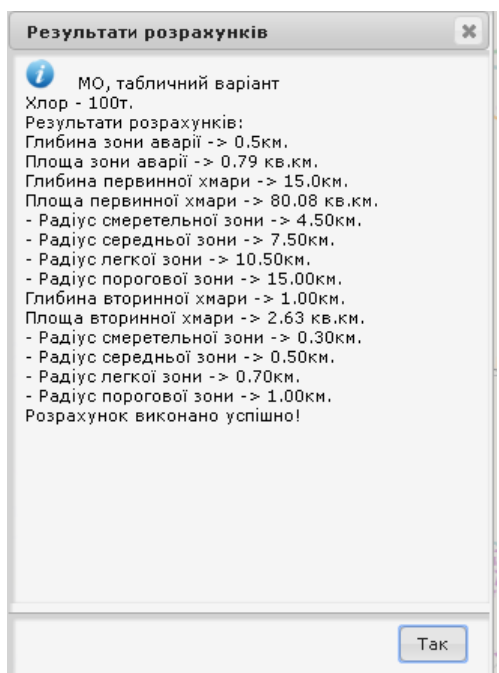 Результати розрахунків
МО, табличний варіант
Хлор - 100т.
Результати розрахунків:
Глибина зони аварії -> 0.5км.
Площа зони аварії -> 0.79 кв.км.
Глибина первинної хмари -> 15.0км.
Площа первинної хмари -> 80.08 кв.км.
- Радіус смеретельної зони -> 4.50км.
- Радіус середньої зони -> 7.50км.
- Радіус легкої зони -> 10.50км.
- Радіус порогової зони -> 15.00км.
Глибина вторинної хмари -> 1.00км.
Площа вторинної хмари -> 2.63 кв.км.
- Радіус смеретельної зони -> 0.30км.
- Радіус середньої зони -> 0.50км.
- Радіус легкої зони -> 0.70км.
- Радіус порогової зони -> 1.00км.
Розрахунок виконано успішно!
Так